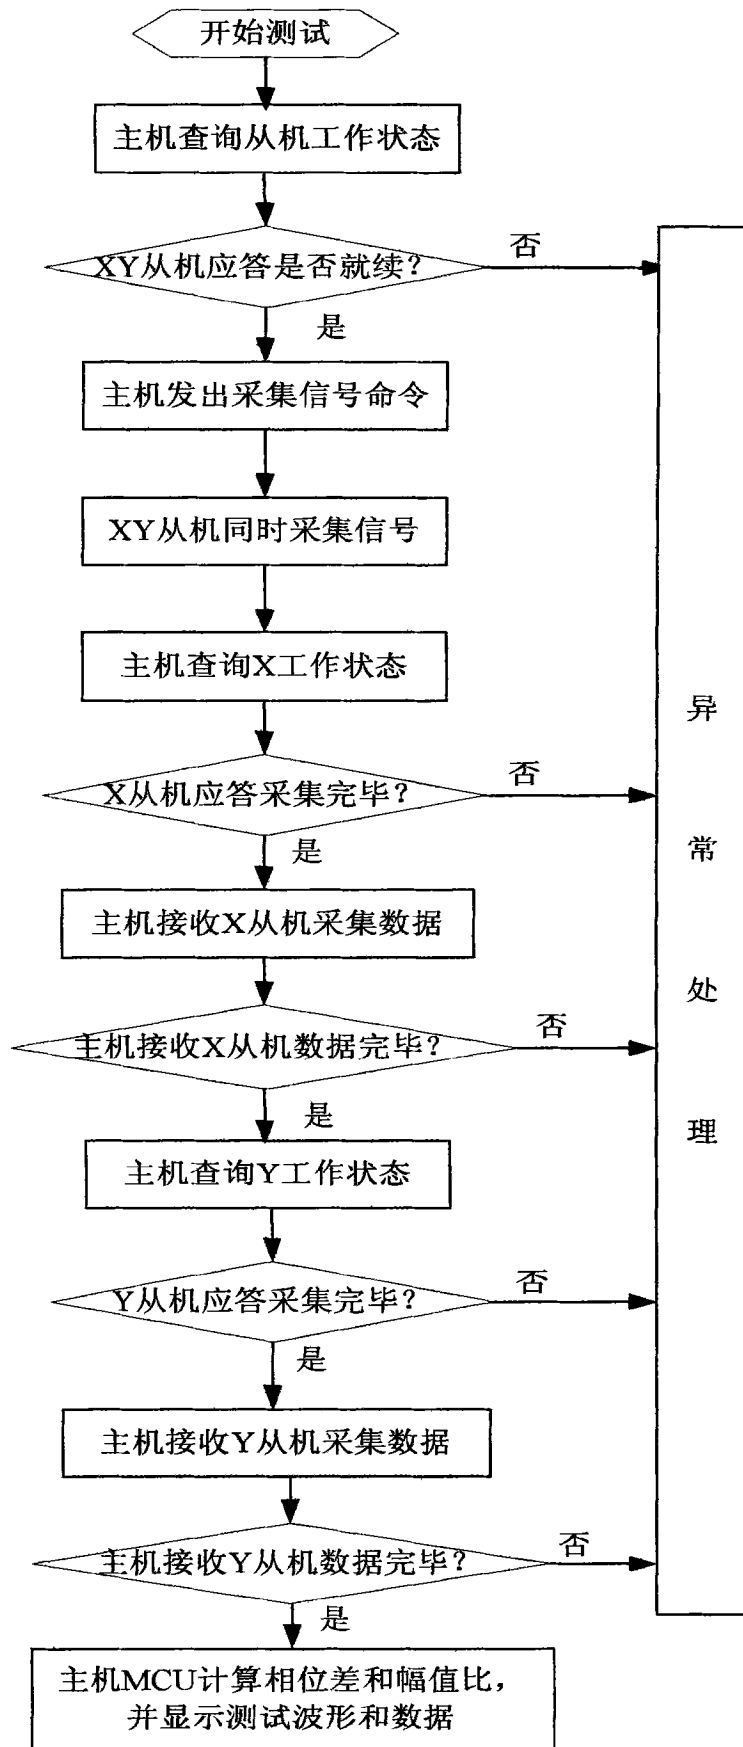 开始测试
主机查询从机工作状态
XY从机应答是否就续？
否
是
主机发出采集信号命令
XY从机同时采集信号
主机查询X工作状态
X从机应答采集完毕？
否
是
主机接收X从机采集数据
主机接收X从机数据完毕？
否
是
主机查询Y工作状态
Y从机应答采集完毕？
否
是
主机接收Y从机采集数据
主机接收Y从机数据完毕？
否
是
主机MCU计算相位差和幅值比，
并显示测试波形和数据
异
常
处
理